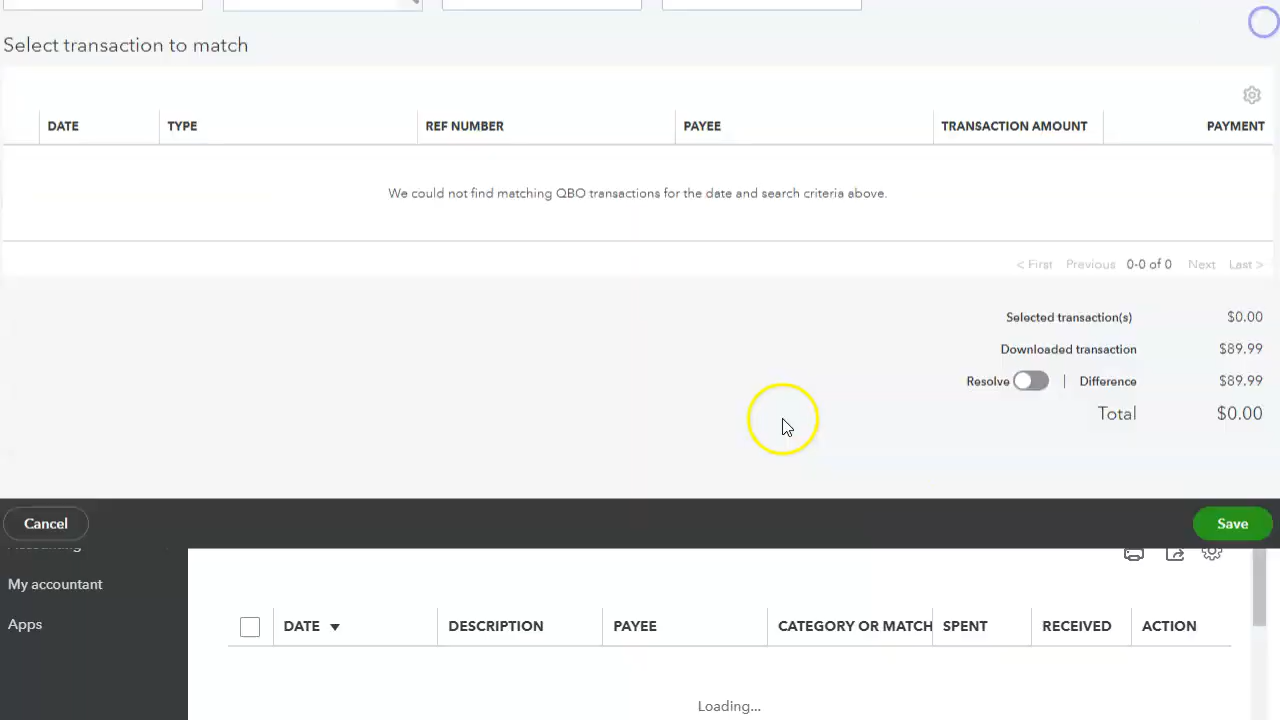 Select transaction to match
DATE TYPE REF NUMBER PAYEE TRANSACTION AMOUNT PAYMENT
We could not find matching QBO transactions for the date and search criteria above.
< First Previous 0-0 of 0 Next Last >
Selected transaction(s) $0.00
Downloaded transaction $89.99
Resolve | Difference $89.99
Total $0.00
Cancel Save
Accounting
My accountant
Apps
DATE DESCRIPTION PAYEE CATEGORY OR MATCH SPENT RECEIVED ACTION
Loading...